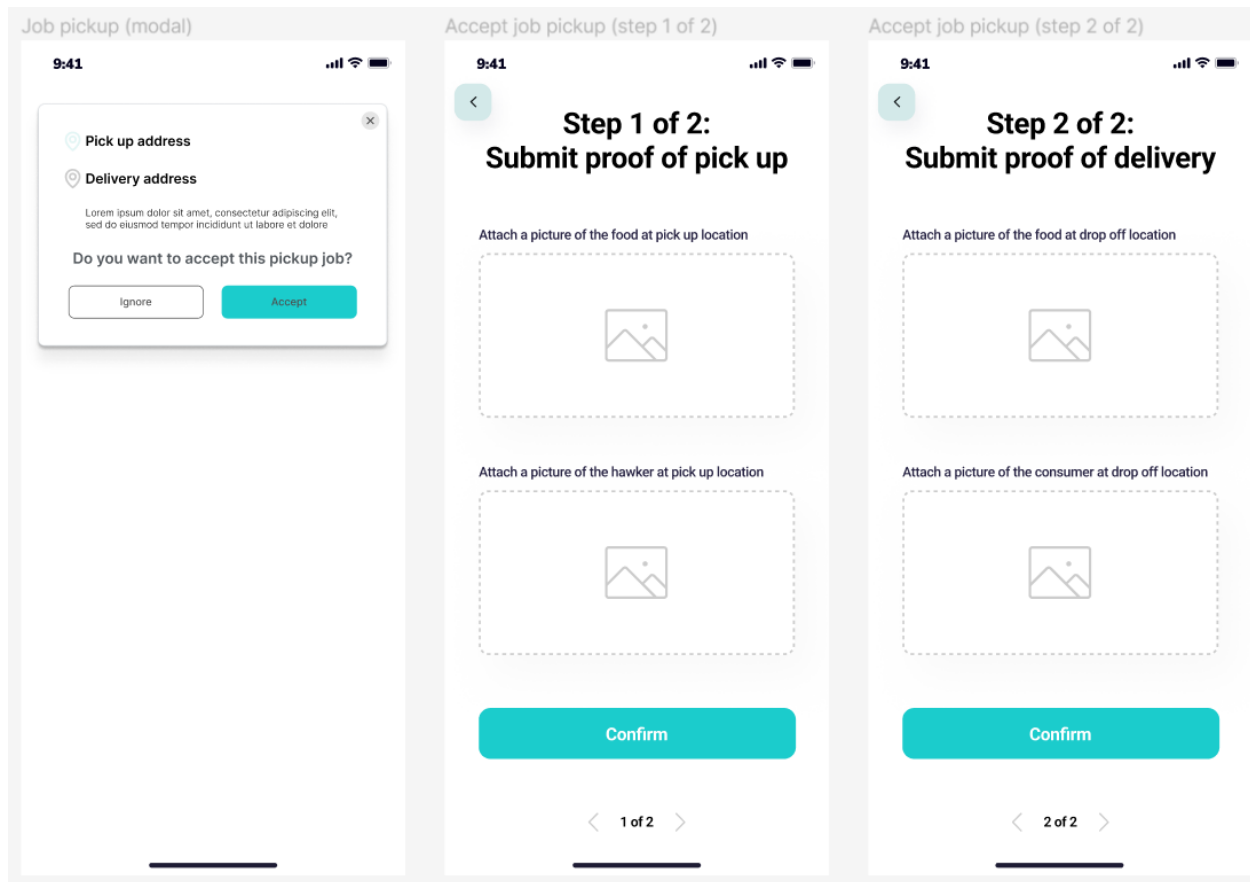 Job pickup (modal)
9:41
Pick up address
Delivery address
Lorem ipsum dolor sit amet, consectetur adipiscing elit,
sed do eiusmod tempor incididunt ut labore et dolore
Do you want to accept this pickup job?
Ignore
Accept
Accept job pickup (step 1 of 2)
9:41
Step 1 of 2:
Submit proof of pick up
Attach a picture of the food at pick up location
Attach a picture of the hawker at pick up location
Confirm
1 of 2
Accept job pickup (step 2 of 2)
9:41
Step 2 of 2:
Submit proof of delivery
Attach a picture of the food at drop off location
Attach a picture of the consumer at drop off location
Confirm
2 of 2